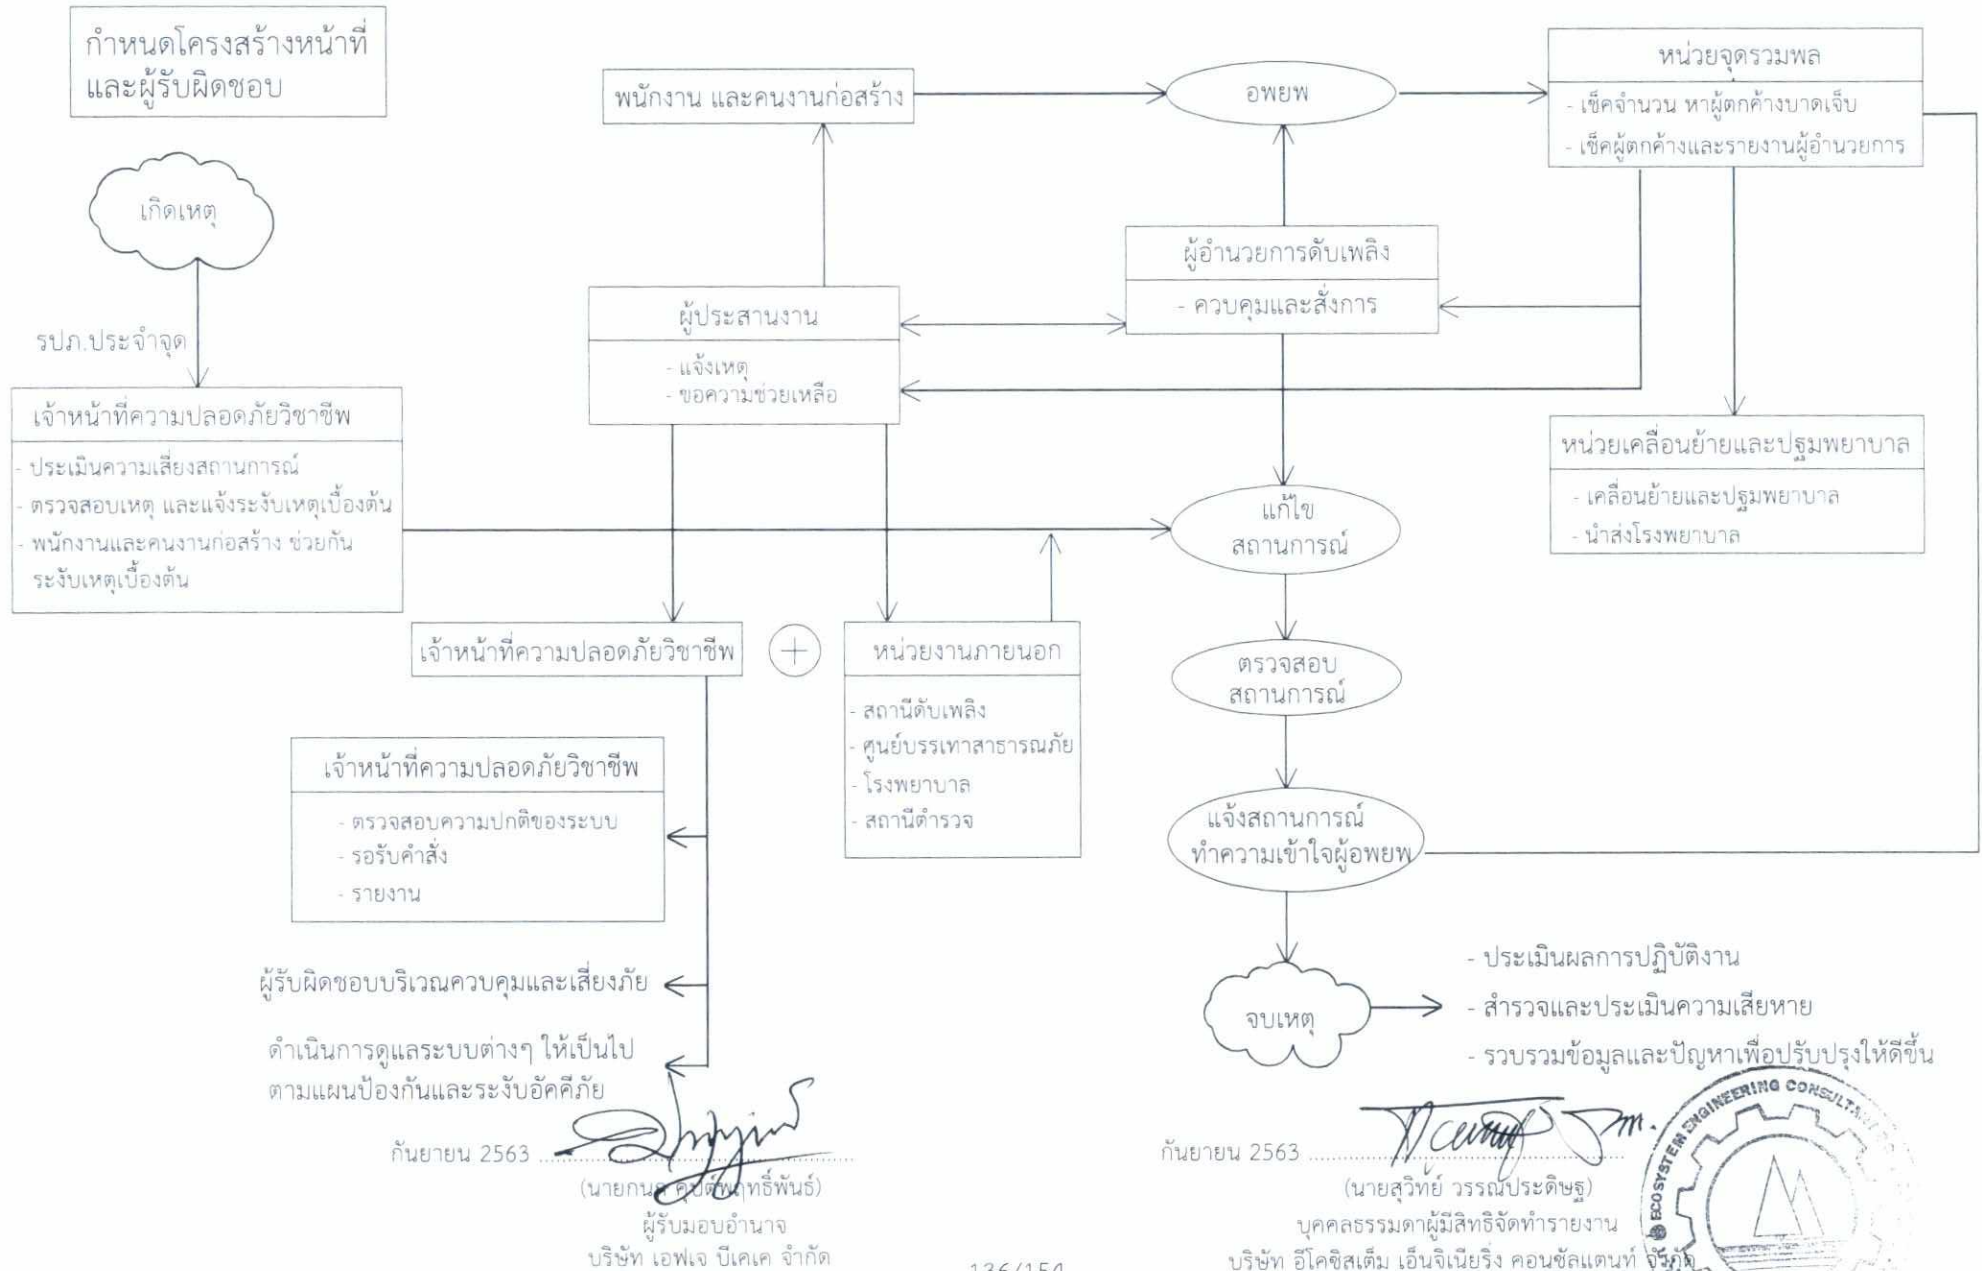 กำหนดโครงสร้างหน้าที่
และผู้รับผิดชอบ
พนักงาน และคนงานก่อสร้าง
อพยพ
หน่วยจุดรวมพล
- เช็คจำนวน หาผู้ตกค้างบาดเจ็บ
- เช็คผู้ตกค้างและรายงานผู้อำนวยการ
เกิดเหตุ
รปภ.ประจำจุด
ผู้ประสานงาน
- แจ้งเหตุ
- ขอความช่วยเหลือ
ผู้อำนวยการดับเพลิง
- ควบคุมและสั่งการ
เจ้าหน้าที่ความปลอดภัยวิชาชีพ
- ประเมินความเสี่ยงสถานการณ์
- ตรวจสอบเหตุ และแจ้งระงับเหตุเบื้องต้น
- พนักงานและคนงานก่อสร้าง ช่วยกัน
ระงับเหตุเบื้องต้น
หน่วยเคลื่อนย้ายและปฐมพยาบาล
- เคลื่อนย้ายและปฐมพยาบาล
- นำส่งโรงพยาบาล
แก้ไข
สถานการณ์
เจ้าหน้าที่ความปลอดภัยวิชาชีพ
+
หน่วยงานภายนอก
- สถานีดับเพลิง
- ศูนย์บรรเทาสาธารณภัย
- โรงพยาบาล
- สถานีตำรวจ
ตรวจสอบ
สถานการณ์
เจ้าหน้าที่ความปลอดภัยวิชาชีพ
- ตรวจสอบความปกติของระบบ
- รอรับคำสั่ง
- รายงาน
แจ้งสถานการณ์
ทำความเข้าใจผู้อพยพ
ผู้รับผิดชอบบริเวณควบคุมและเสี่ยงภัย
ดำเนินการดูแลระบบต่างๆ ให้เป็นไป
ตามแผนป้องกันและระงับอัคคีภัย
จบเหตุ
- ประเมินผลการปฏิบัติงาน
- สำรวจและประเมินความเสียหาย
- รวบรวมข้อมูลและปัญหาเพื่อปรับปรุงให้ดีขึ้น
กันยายน 2563
(นายกนก คุปต์พฤทธิ์พันธ์)
ผู้รับมอบอำนาจ
บริษัท เอฟเจ บีเคเค จำกัด
กันยายน 2563
(นายสุวิทย์ วรรณประดิษฐ)
บุคคลธรรมดาผู้มีสิทธิจัดทำรายงาน
บริษัท อีโคซิสเต็ม เอ็นจิเนียริ่ง คอนซัลแตนท์ จำกัด
136/154
ECOSYSTEM ENGINEERING